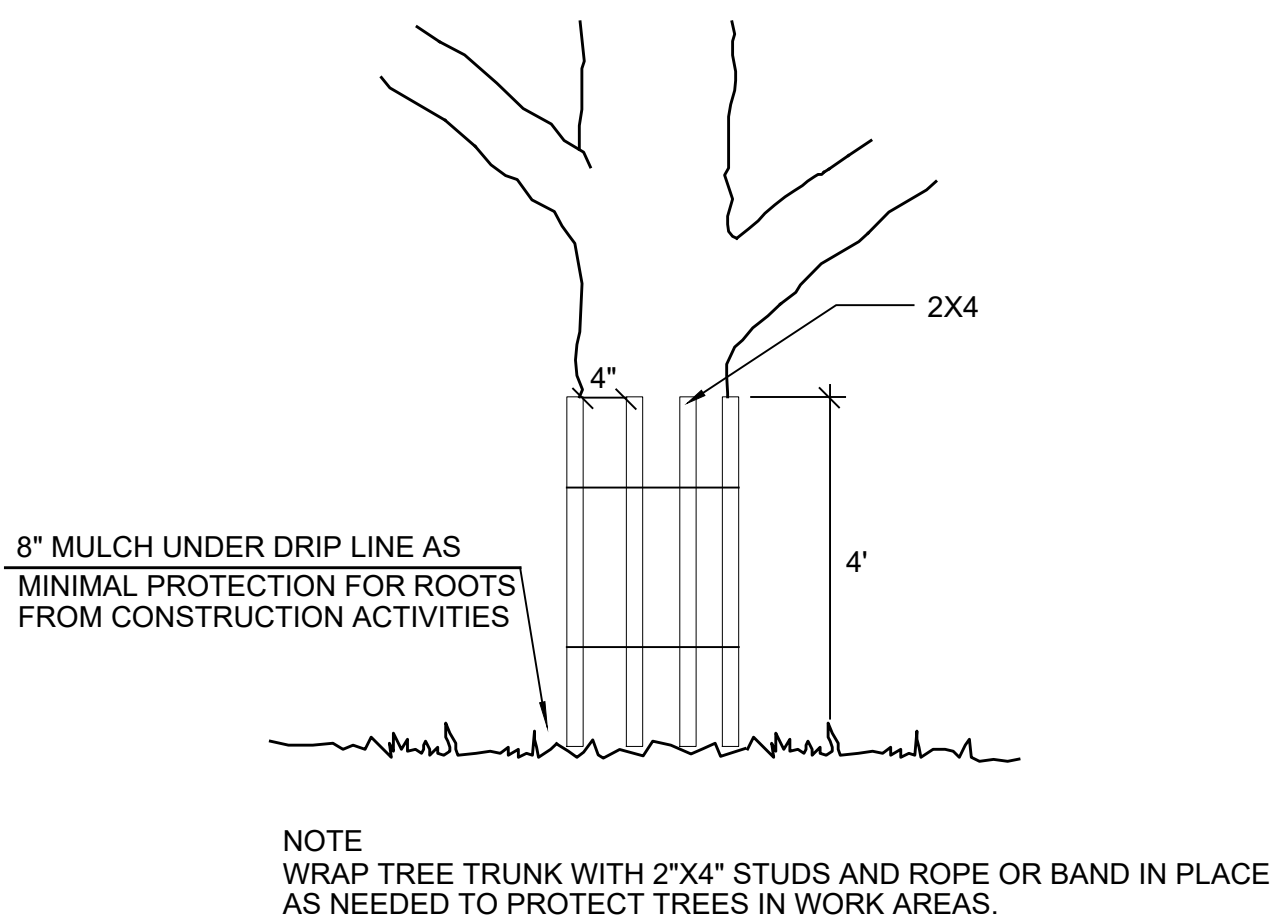 2X4
4"
8" MULCH UNDER DRIP LINE AS
MINIMAL PROTECTION FOR ROOTS
FROM CONSTRUCTION ACTIVITIES
4'
NOTE
WRAP TREE TRUNK WITH 2"X4" STUDS AND ROPE OR BAND IN PLACE
AS NEEDED TO PROTECT TREES IN WORK AREAS.